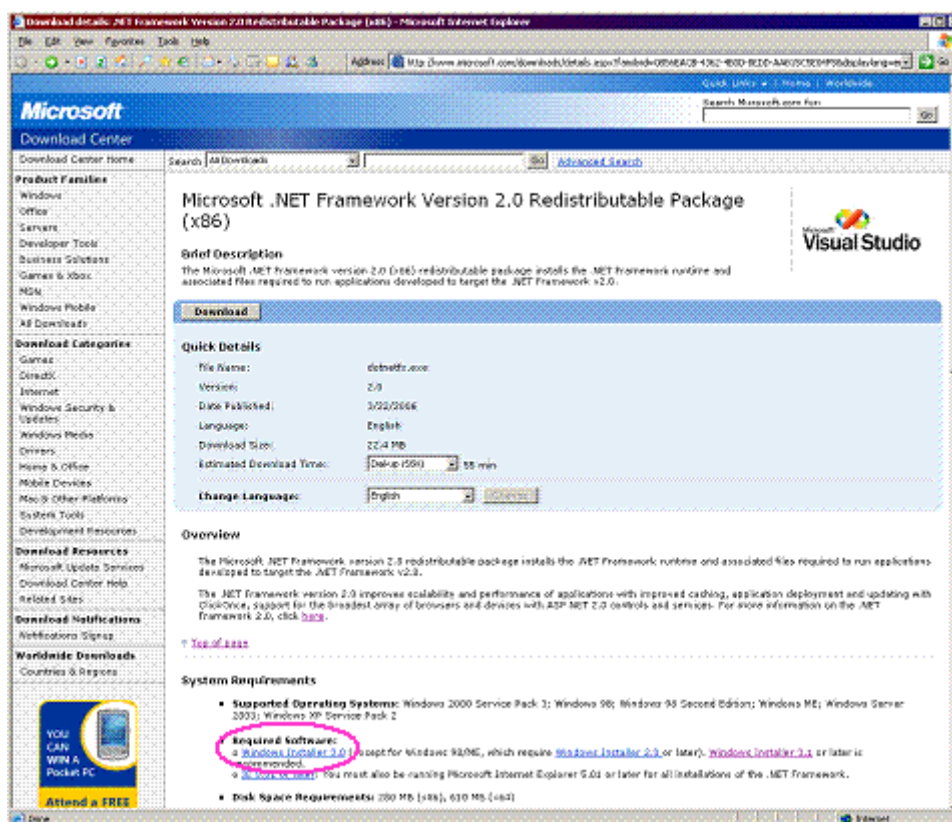 Download details: .NET Framework Version 2.0 Redistributable Package (x86) - Microsoft Internet Explorer
File Edit View Favorites Tools Help
Address
Go
Quick Links | Home | Worldwide
Microsoft
Search Microsoft.com for:
Go
Download Center
Download Center Home
Search All Downloads Go Advanced Search
Product Families
Windows
Office
Servers
Developer Tools
Business Solutions
Games & Xbox
MSN
Windows Mobile
All Downloads
Download Categories
Games
DirectX
Internet
Windows Security &
Updates
Windows Media
Drivers
Home & Office
Mobile Devices
Mac & Other Platforms
System Tools
Development Resources
Download Resources
Microsoft Update Services
Download Center Help
Related Sites
Download Notifications
Notifications Signup
Worldwide Downloads
Countries & Regions
YOU
CAN
WIN A
Pocket PC
Attend a FREE
Microsoft .NET Framework Version 2.0 Redistributable Package
(x86)
Microsoft
Visual Studio
Brief Description
The Microsoft .NET Framework version 2.0 (x86) redistributable package installs the .NET Framework runtime and
associated files required to run applications developed to target the .NET Framework v2.0.
Download
Quick Details
File Name: dotnetfx.exe
Version: 2.0
Date Published: 3/22/2006
Language: English
Download Size: 22.4 MB
Estimated Download Time: Dial-up (56K) 55 min
Change Language: English Change
Overview
The Microsoft .NET Framework version 2.0 redistributable package installs the .NET Framework runtime and associated files required to run applications
developed to target the .NET Framework v2.0.
The .NET Framework version 2.0 improves scalability and performance of applications with improved caching, application deployment and updating with
ClickOnce, support for the broadest array of browsers and devices with ASP.NET 2.0 controls and services. For more information on the .NET
Framework 2.0, click here.
Top of page
System Requirements
Supported Operating Systems: Windows 2000 Service Pack 3; Windows 98; Windows 98 Second Edition; Windows ME; Windows Server
2003; Windows XP Service Pack 2
Required Software:
Windows Installer 3.0 (except for Windows 98/ME, which require Windows Installer 2.0 or later). Windows Installer 3.1 or later is
recommended.
You must also be running Microsoft Internet Explorer 5.01 or later for all installations of the .NET Framework.
Disk Space Requirements: 280 MB (x86), 610 MB (x64)
Done
Internet